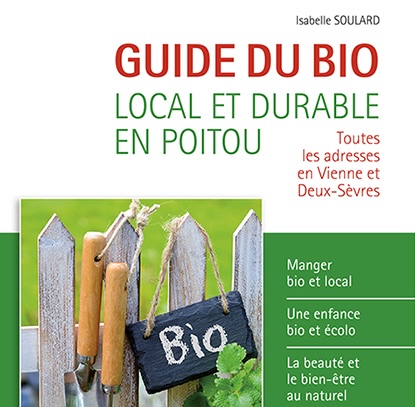 Isabelle SOULARD
GUIDE DU BIO
LOCAL ET DURABLE
EN POITOU
Toutes
les adresses
en Vienne et
Deux-Sèvres
Manger
bio et local
Une enfance
bio et écolo
La beauté et
le bien-être
au naturel
Bio